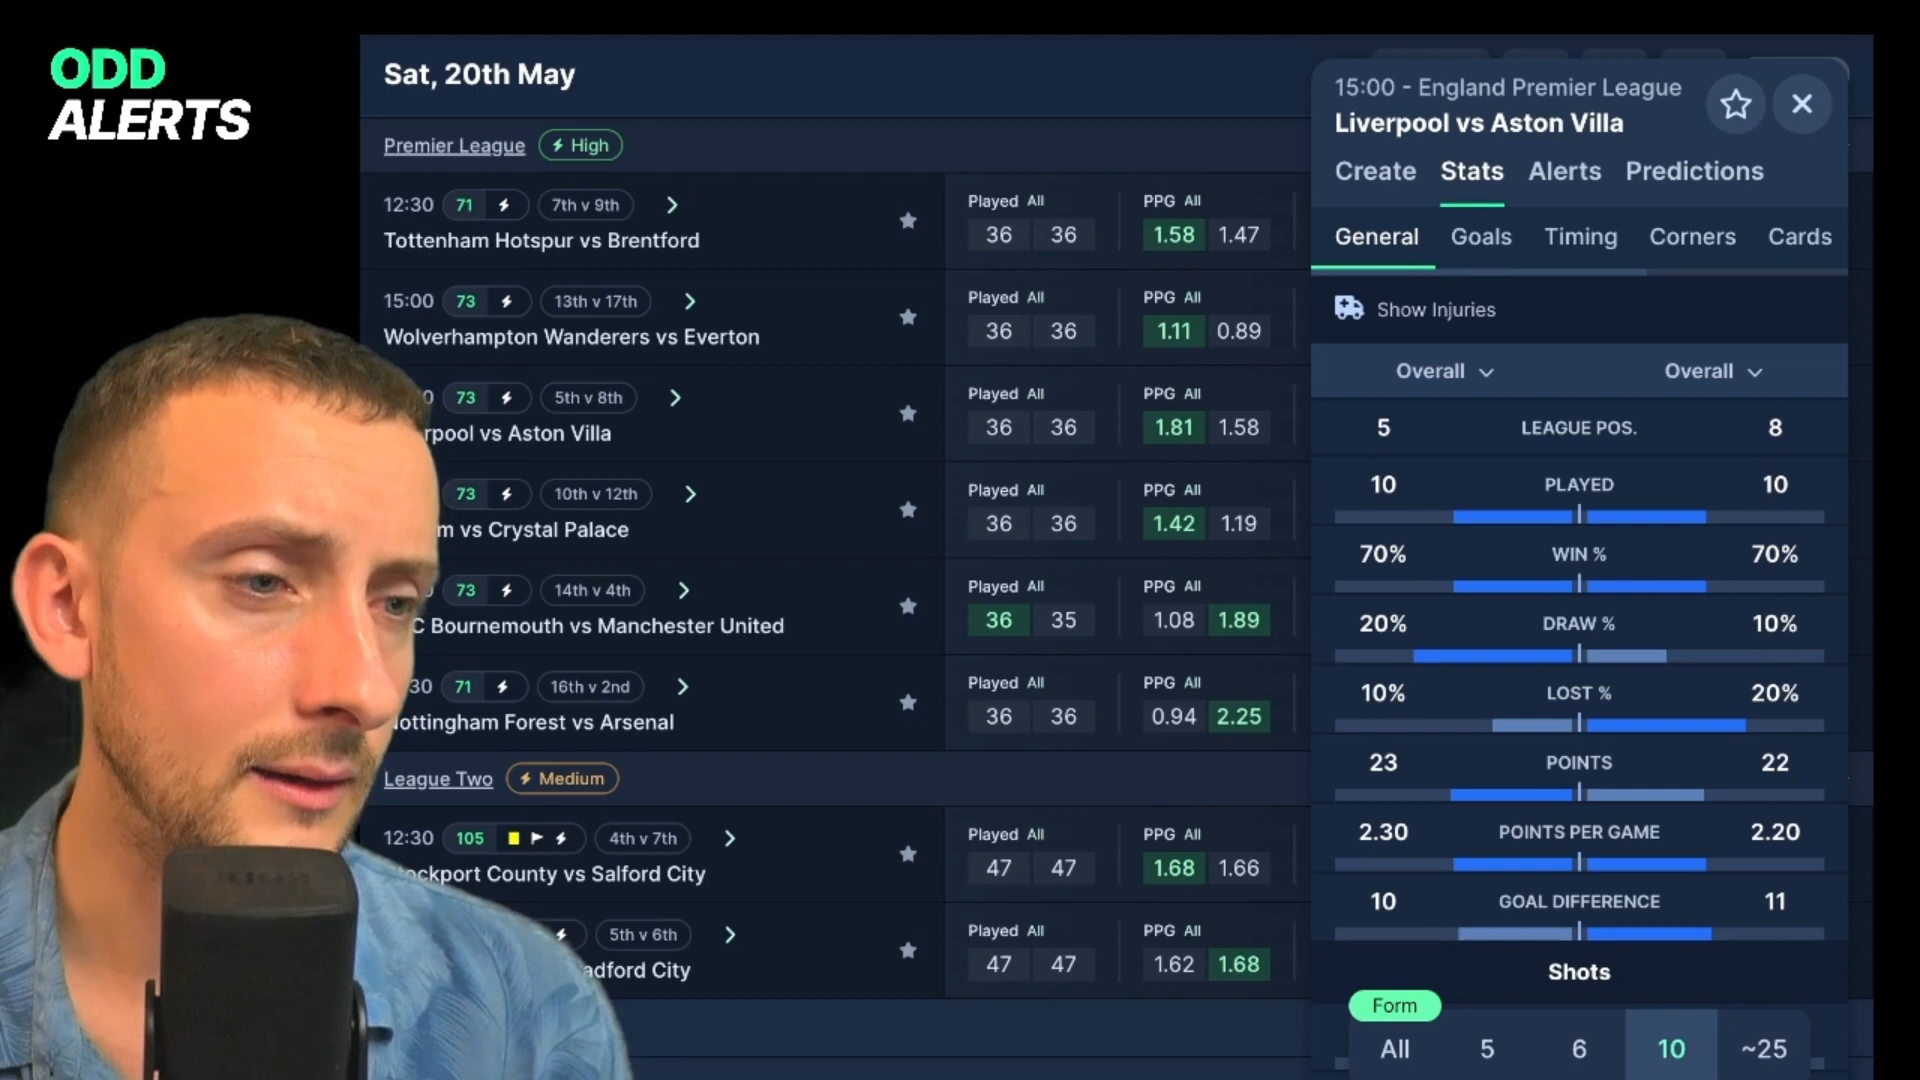 ODD
ALERTS
Sat, 20th May
Premier League High
12:30 71 7th v 9th
Tottenham Hotspur vs Brentford
Played All PPG All
36 36 1.58 1.47
15:00 73 13th v 17th
Wolverhampton Wanderers vs Everton
Played All PPG All
36 36 1.11 0.89
0 73 5th v 8th
rpool vs Aston Villa
Played All PPG All
36 36 1.81 1.58
73 10th v 12th
m vs Crystal Palace
Played All PPG All
36 36 1.42 1.19
73 14th v 4th
C Bournemouth vs Manchester United
Played All PPG All
36 35 1.08 1.89
30 71 16th v 2nd
ottingham Forest vs Arsenal
Played All PPG All
36 36 0.94 2.25
League Two Medium
12:30 105 4th v 7th
ockport County vs Salford City
Played All PPG All
47 47 1.68 1.66
5th v 6th
adford City
Played All PPG All
47 47 1.62 1.68
15:00 - England Premier League
Liverpool vs Aston Villa
Create Stats Alerts Predictions
General Goals Timing Corners Cards
Show Injuries
Overall Overall
5 LEAGUE POS. 8
10 PLAYED 10
70% WIN % 70%
20% DRAW % 10%
10% LOST % 20%
23 POINTS 22
2.30 POINTS PER GAME 2.20
10 GOAL DIFFERENCE 11
Shots
Form
All 5 6 10 ~25